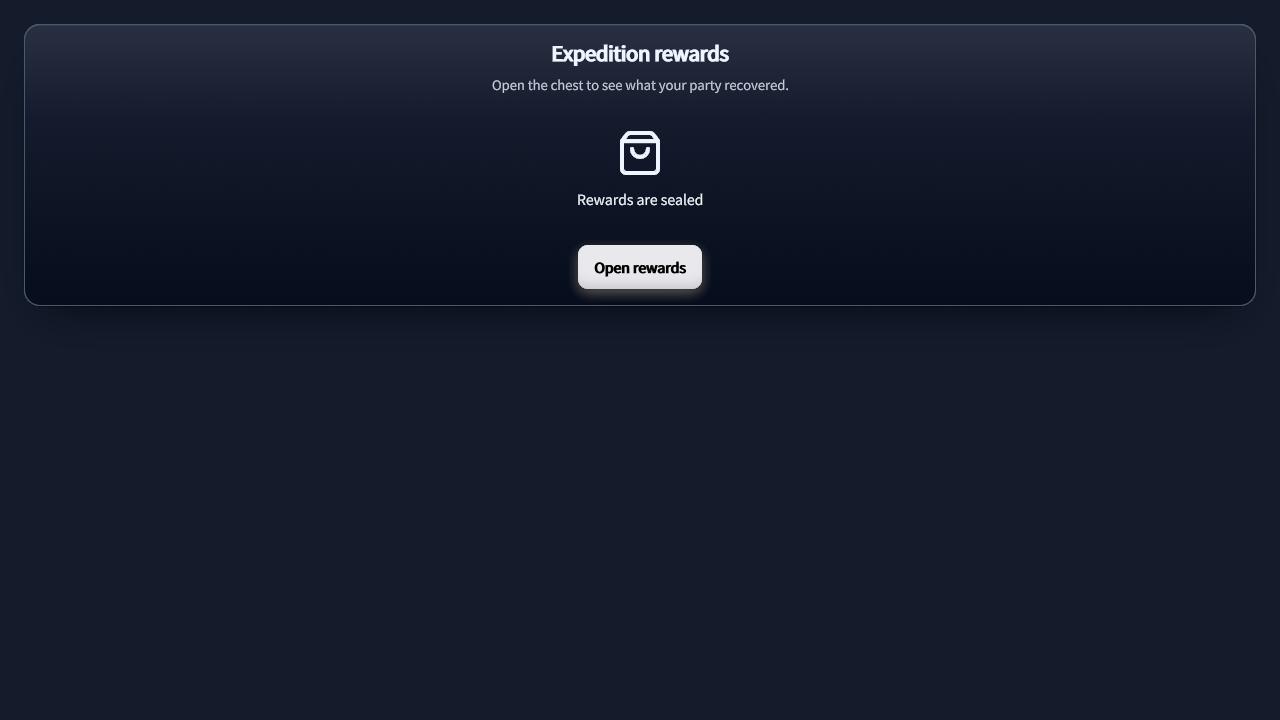 Expedition rewards
Open the chest to see what your party recovered.
Rewards are sealed
Open rewards